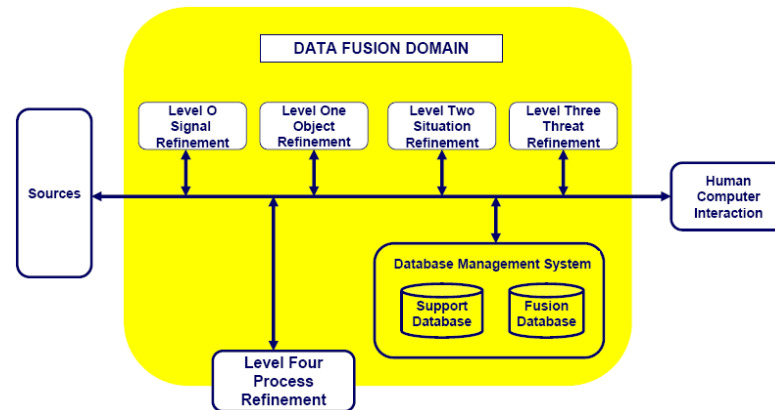 DATA FUSION DOMAIN
Level O
Signal
Refinement
Level One
Object
Refinement
Level Two
Situation
Refinement
Level Three
Threat
Refinement
Sources
Human
Computer
Interaction
Database Management System
Support
Database
Fusion
Database
Level Four
Process
Refinement